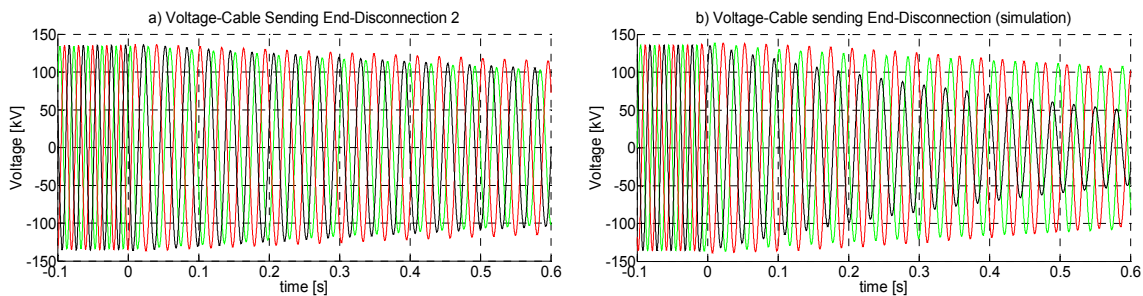 a) Voltage-Cable Sending End-Disconnection 2
Voltage [kV]
150
100
50
0
-50
-100
-150
-0.1 0 0.1 0.2 0.3 0.4 0.5 0.6
time [s]
b) Voltage-Cable sending End-Disconnection (simulation)
Voltage [kV]
150
100
50
0
-50
-100
-150
-0.1 0 0.1 0.2 0.3 0.4 0.5 0.6
time [s]